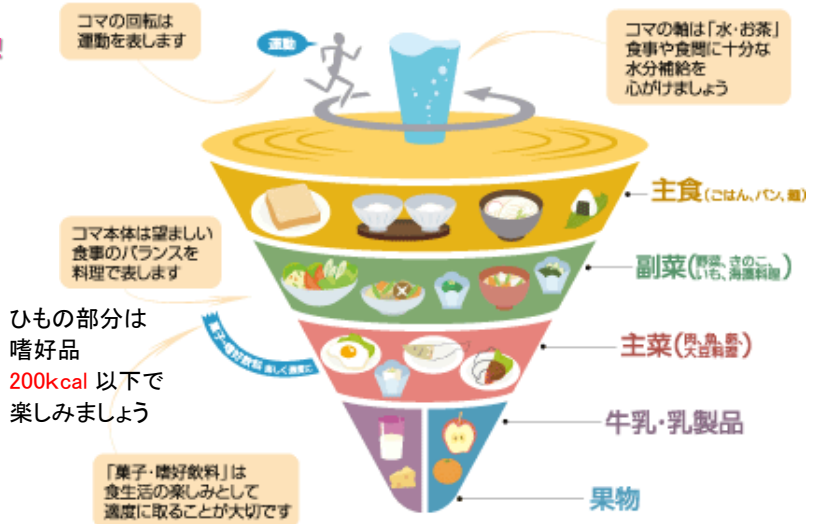 コマの回転は
運動を表します
運動
コマの軸は「水・お茶」
食事や食間に十分な
水分補給を
心がけましょう
主食(ごはん、パン、麺)
コマ本体は望ましい
食事のバランスを
料理で表します
副菜(野菜、きのこ、
いも、海藻料理)
ひもの部分は
嗜好品
200kcal 以下で
楽しみましょう
菓子・嗜好飲料 楽しく適度に
主菜(肉、魚、卵、
大豆料理)
牛乳・乳製品
「菓子・嗜好飲料」は
食生活の楽しみとして
適度に取ることが大切です
果物